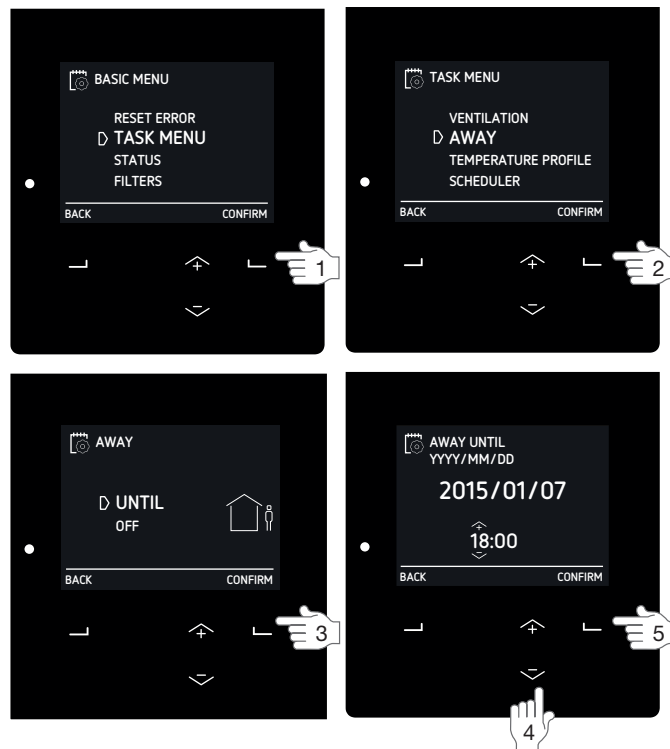 BASIC MENU
RESET ERROR
TASK MENU
STATUS
FILTERS
BACK CONFIRM
1
TASK MENU
VENTILATION
AWAY
TEMPERATURE PROFILE
SCHEDULER
BACK CONFIRM
2
AWAY
UNTIL
OFF
BACK CONFIRM
3
AWAY UNTIL
YYYY/MM/DD
2015/01/07
18:00
BACK CONFIRM
5
4